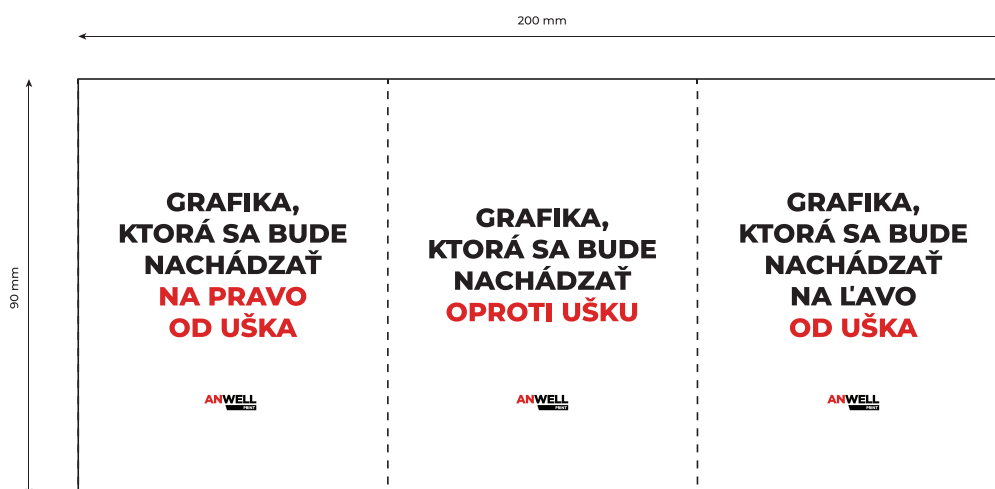 200 mm
90 mm
GRAFIKA,
KTORÁ SA BUDE
NACHÁDZAŤ
NA PRAVO
OD UŠKA
ANWELL
PRINT
GRAFIKA,
KTORÁ SA BUDE
NACHÁDZAŤ
OPROTI UŠKU
ANWELL
PRINT
GRAFIKA,
KTORÁ SA BUDE
NACHÁDZAŤ
NA ĽAVO
OD UŠKA
ANWELL
PRINT